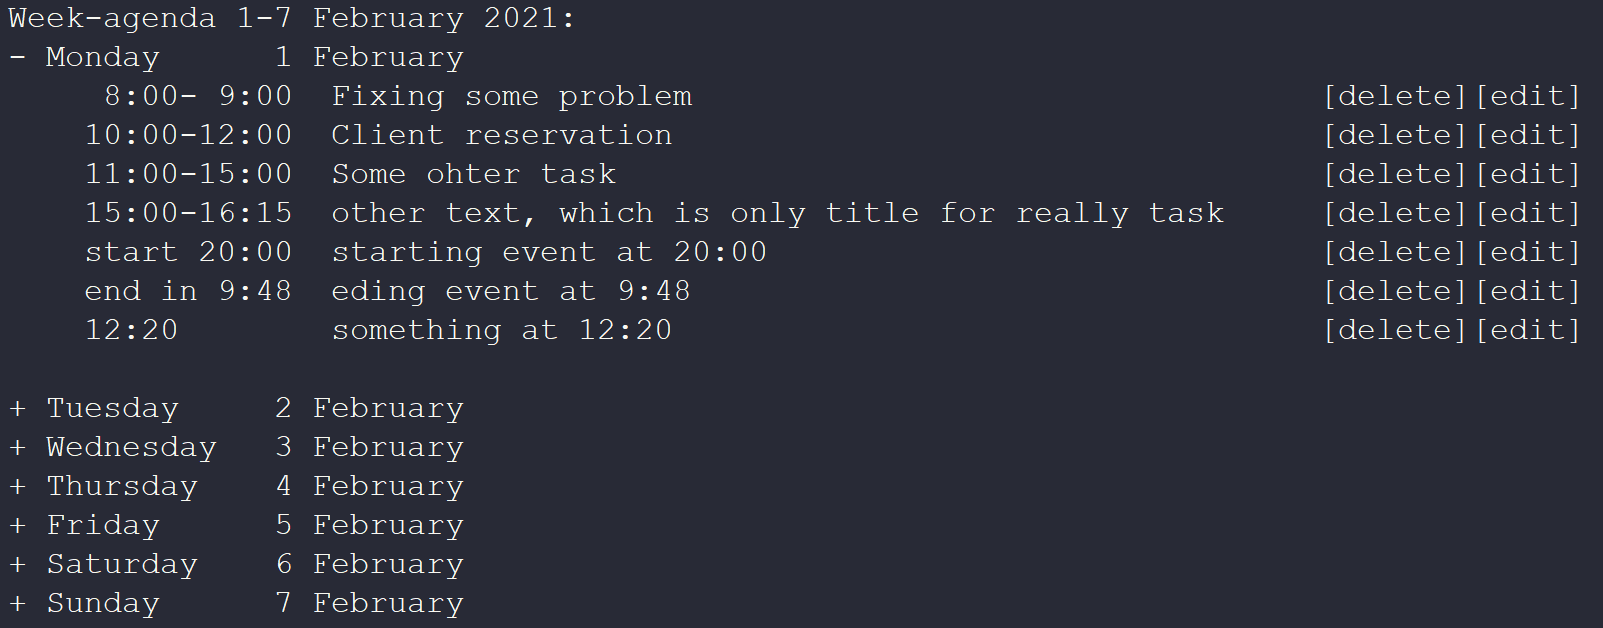 Week-agenda 1-7 February 2021:
- Monday      1 February
     8:00- 9:00  Fixing some problem                                 [delete][edit]
    10:00-12:00  Client reservation                                  [delete][edit]
    11:00-15:00  Some ohter task                                     [delete][edit]
    15:00-16:15  other text, which is only title for really task     [delete][edit]
    start 20:00  starting event at 20:00                             [delete][edit]
    end in 9:48  eding event at 9:48                                 [delete][edit]
    12:20        something at 12:20                                  [delete][edit]

+ Tuesday     2 February
+ Wednesday   3 February
+ Thursday    4 February
+ Friday      5 February
+ Saturday    6 February
+ Sunday      7 February